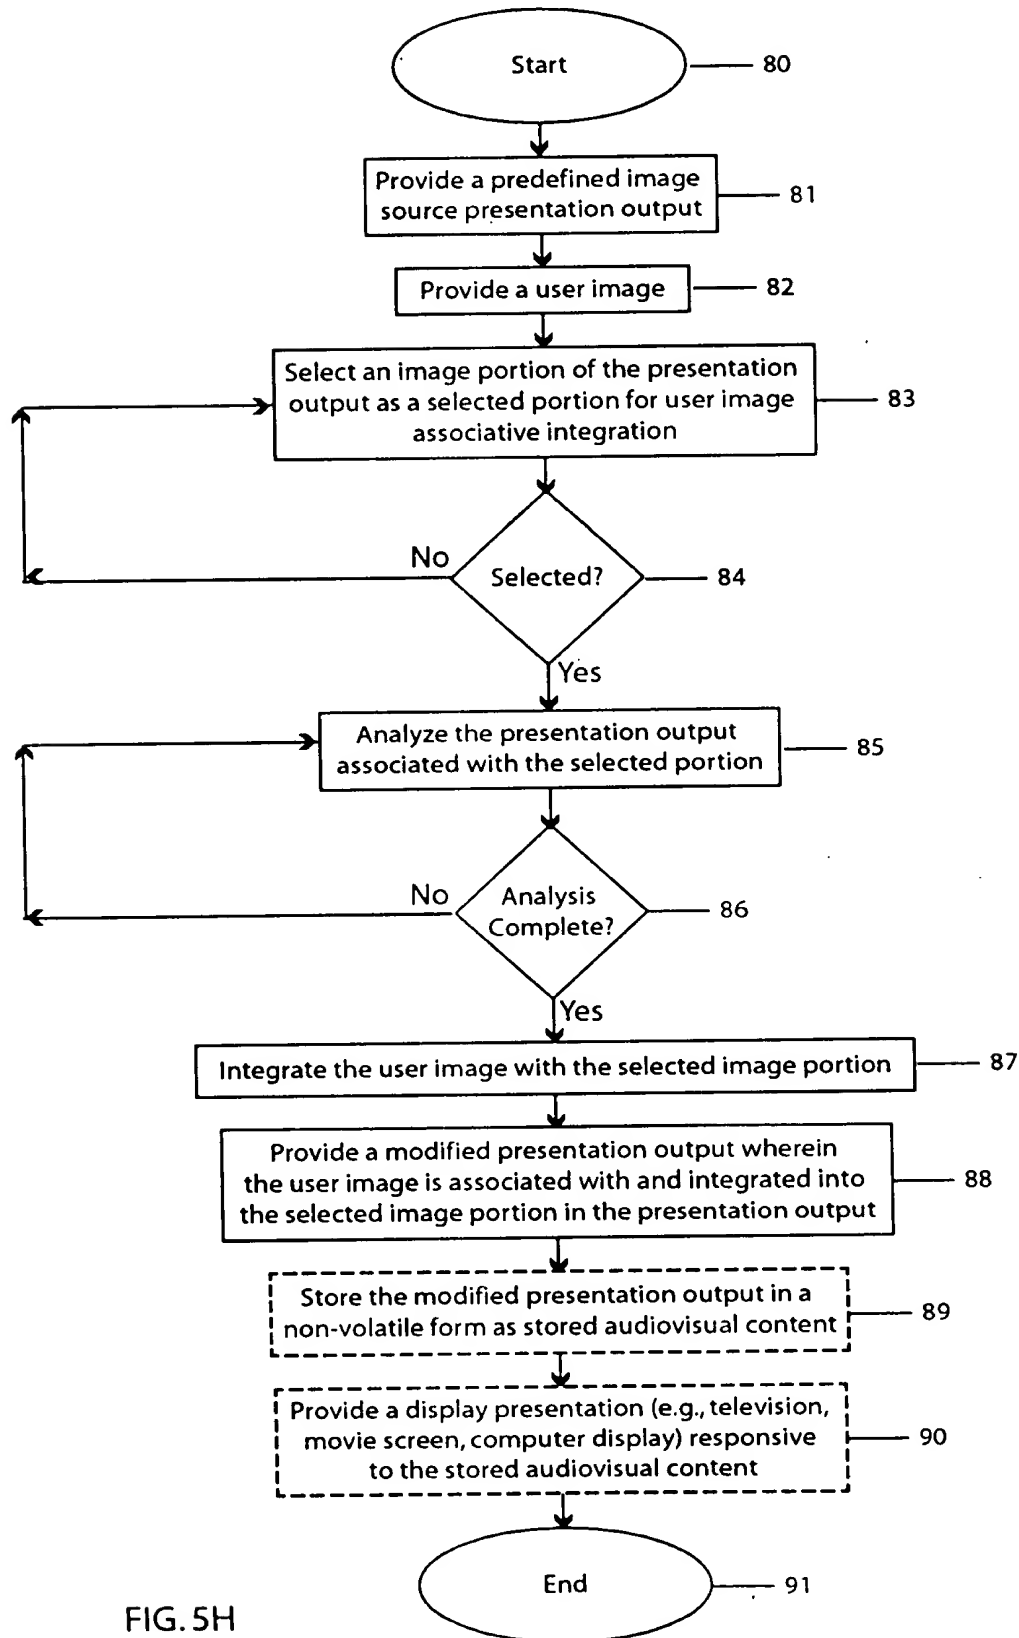 Start
80
Provide a predefined image
source presentation output
81
Provide a user image
82
Select an image portion of the presentation
output as a selected portion for user image
associative integration
83
No
Selected?
84
Yes
Analyze the presentation output
associated with the selected portion
85
No
Analysis
Complete?
86
Yes
Integrate the user image with the selected image portion
87
Provide a modified presentation output wherein
the user image is associated with and integrated into
the selected image portion in the presentation output
88
Store the modified presentation output in a
non-volatile form as stored audiovisual content
89
Provide a display presentation (e.g., television,
movie screen, computer display) responsive
to the stored audiovisual content
90
End
91
FIG. 5H